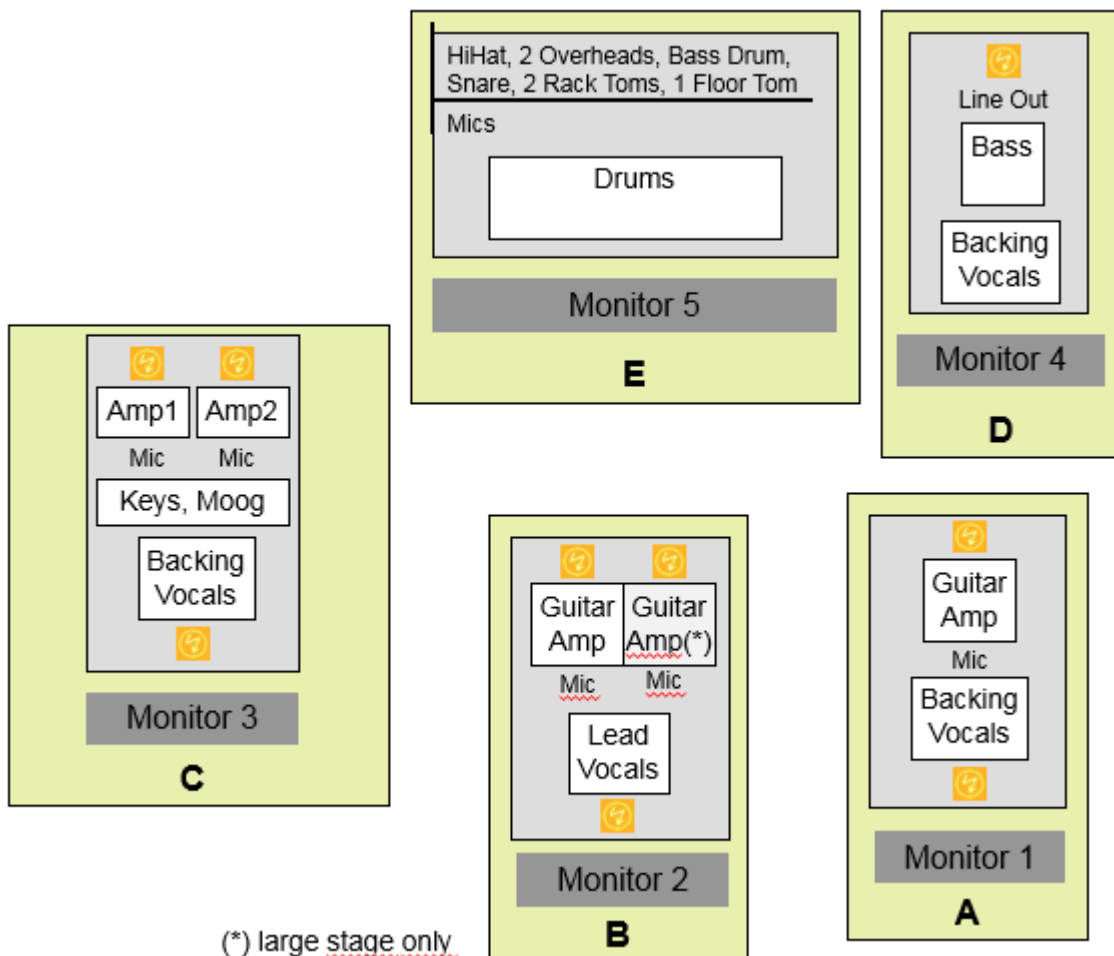 HiHat, 2 Overheads, Bass Drum,
Snare, 2 Rack Toms, 1 Floor Tom
Mics
Drums
Monitor 5
E
Line Out
Bass
Backing
Vocals
Monitor 4
D
Amp1
Amp2
Mic
Mic
Keys, Moog
Backing
Vocals
Monitor 3
C
Guitar
Amp
Guitar
Amp(*)
Mic
Mic
Lead
Vocals
Monitor 2
B
Guitar
Amp
Mic
Backing
Vocals
Monitor 1
A
(*) large stage only